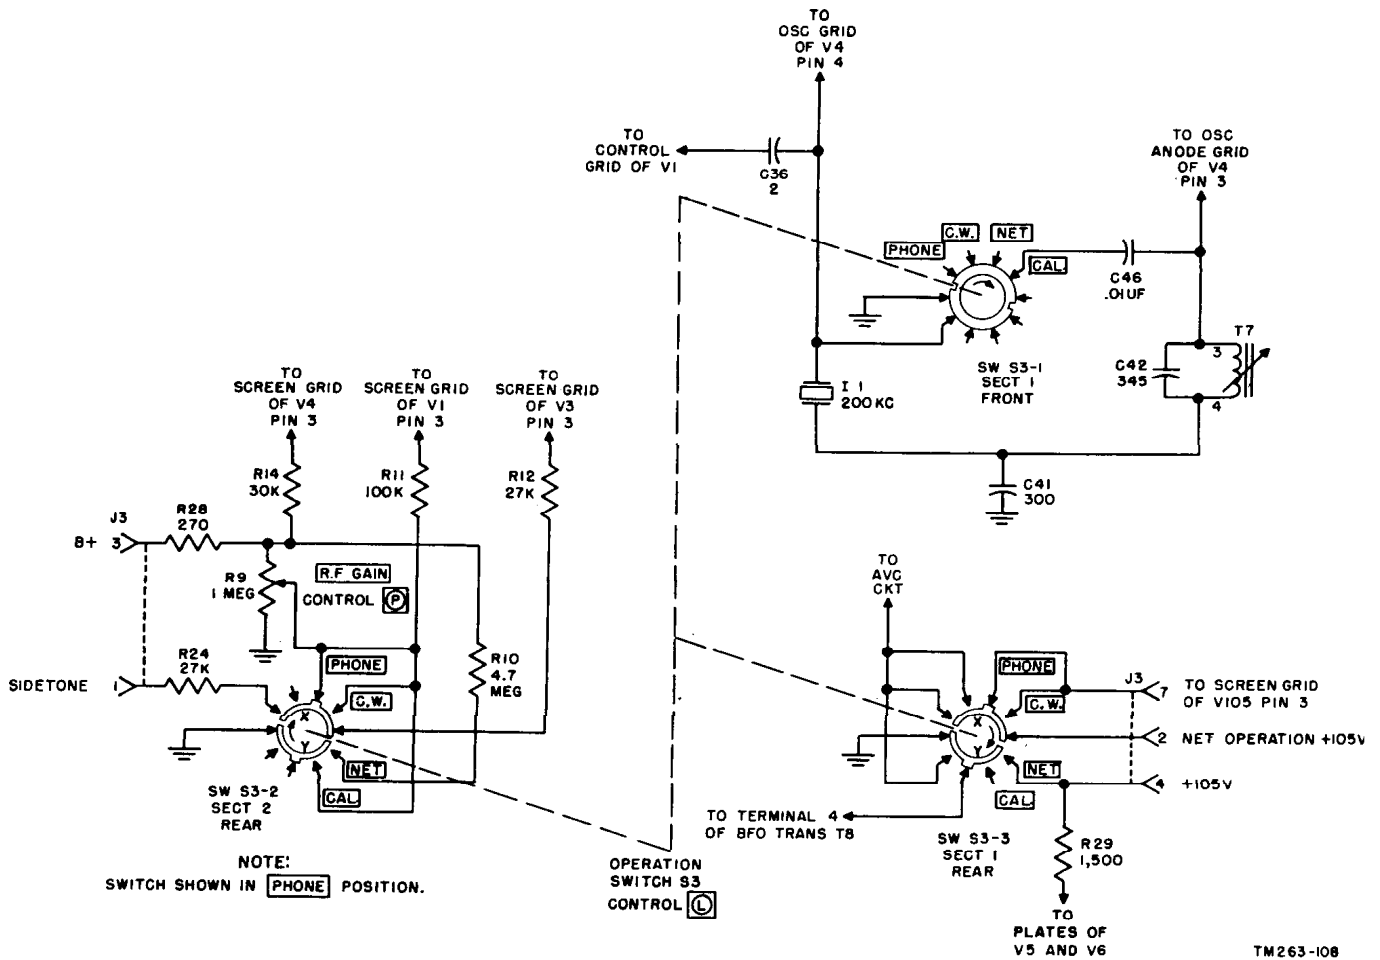 TO
OSC GRID
OF V4
PIN 4
TO
CONTROL
GRID OF V1
C36
2
TO OSC
ANODE GRID
OF V4
PIN 3
PHONE
C.W.
NET
CAL.
C46
.01UF
T7
3
4
C42
345
SW S3-1
SECT 1
FRONT
I 1
200KC
C41
300
TO
SCREEN GRID
OF V4
PIN 3
TO
SCREEN GRID
OF V1
PIN 3
TO
SCREEN GRID
OF V3
PIN 3
R14
30K
R11
100K
R12
27K
J3
B+ 3
R28
270
R9
1 MEG
R.F GAIN
CONTROL P
R10
4.7
MEG
SIDETONE 1
R24
27K
PHONE
C.W.
NET
CAL.
X
Y
SW S3-2
SECT 2
REAR
NOTE:
SWITCH SHOWN IN PHONE POSITION.
OPERATION
SWITCH S3
CONTROL L
TO
AVC
CKT
PHONE
C.W.
NET
CAL.
X
Y
J3
7 TO SCREEN GRID
OF V105 PIN 3
2 NET OPERATION +105V
4 +105V
TO TERMINAL 4
OF BFO TRANS T8
SW S3-3
SECT 1
REAR
R29
1,500
TO
PLATES OF
V5 AND V6
TM263-108